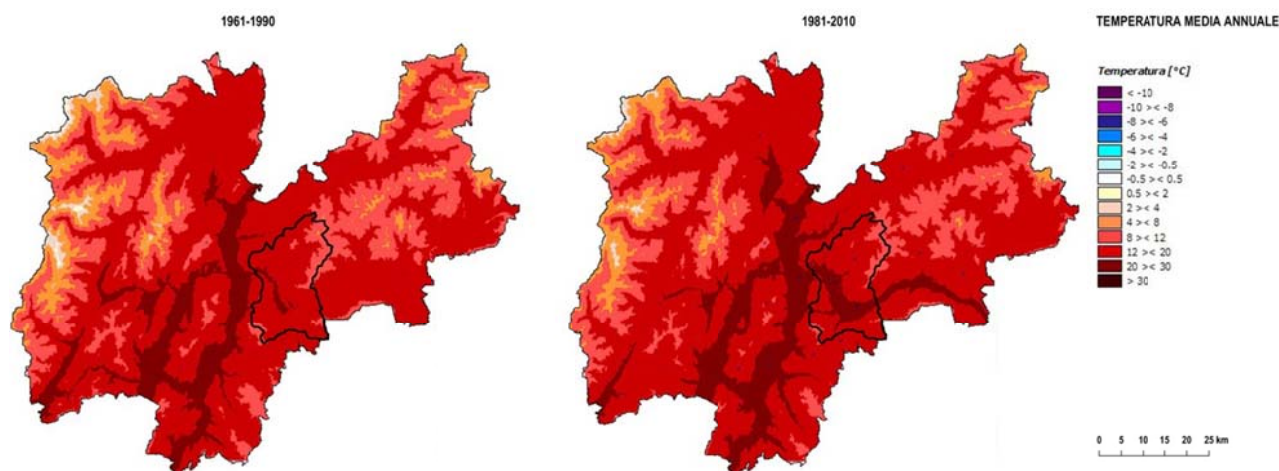 1961-1990
1981-2010
TEMPERATURA MEDIA ANNUALE
Temperatura [°C]
< -10
-10 >< -8
-8 >< -6
-6 >< -4
-4 >< -2
-2 >< -0.5
-0.5 >< 0.5
0.5 >< 2
2 >< 4
4 >< 8
8 >< 12
12 >< 20
20 >< 30
> 30
0 5 10 15 20 25 km